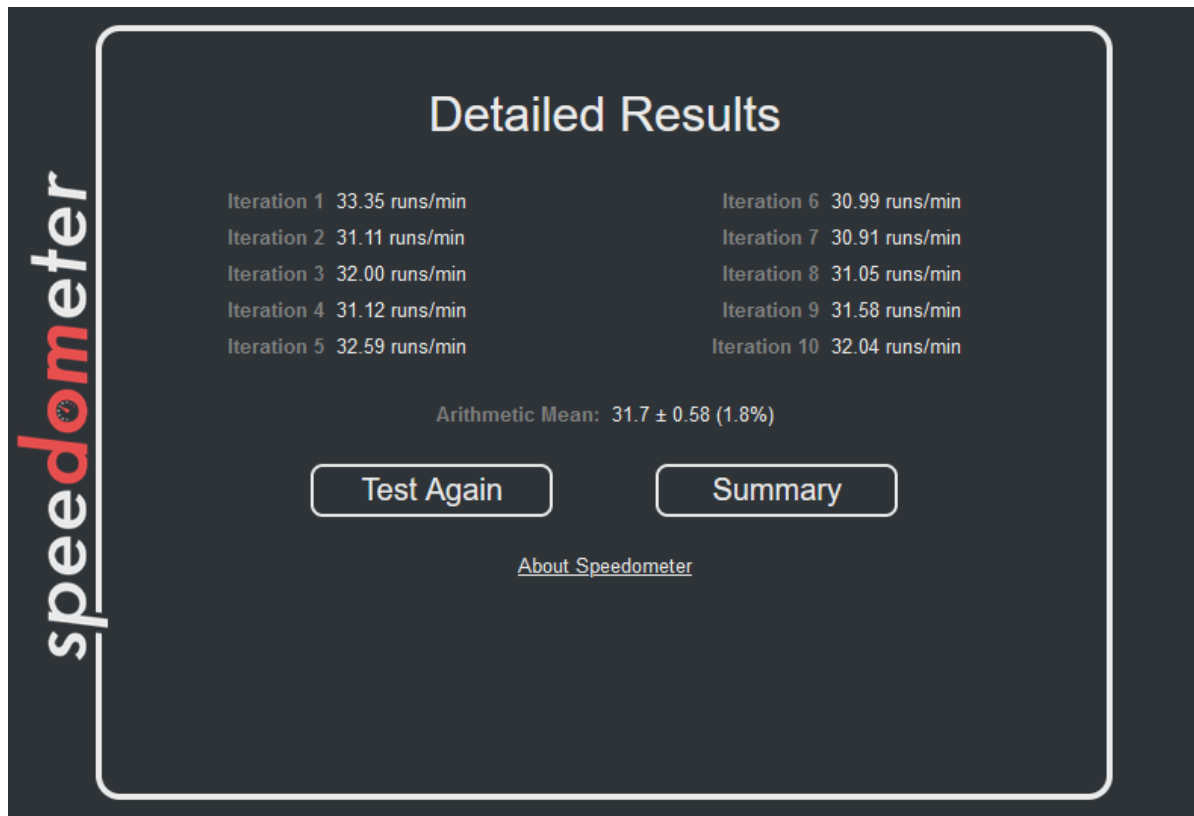 speedometer
Detailed Results
Iteration 1 33.35 runs/min
Iteration 2 31.11 runs/min
Iteration 3 32.00 runs/min
Iteration 4 31.12 runs/min
Iteration 5 32.59 runs/min
Iteration 6 30.99 runs/min
Iteration 7 30.91 runs/min
Iteration 8 31.05 runs/min
Iteration 9 31.58 runs/min
Iteration 10 32.04 runs/min
Arithmetic Mean: 31.7 ± 0.58 (1.8%)
Test Again
Summary
About Speedometer